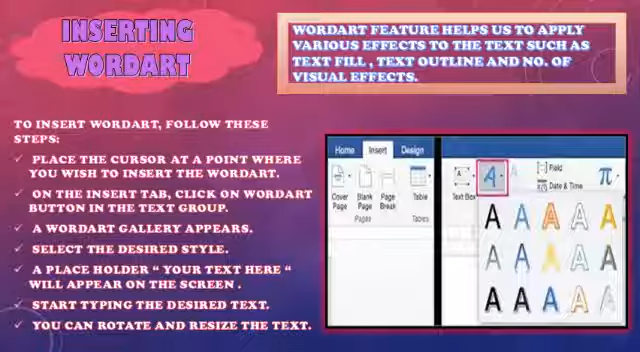 INSERTING
WORDART
WORDART FEATURE HELPS US TO APPLY
VARIOUS EFFECTS TO THE TEXT SUCH AS
TEXT FILL , TEXT OUTLINE AND NO. OF
VISUAL EFFECTS.
TO INSERT WORDART, FOLLOW THESE
STEPS:
✓ PLACE THE CURSOR AT A POINT WHERE
YOU WISH TO INSERT THE WORDART.
✓ ON THE INSERT TAB, CLICK ON WORDART
BUTTON IN THE TEXT GROUP.
✓ A WORDART GALLERY APPEARS.
✓ SELECT THE DESIRED STYLE.
✓ A PLACE HOLDER “ YOUR TEXT HERE “
WILL APPEAR ON THE SCREEN .
✓ START TYPING THE DESIRED TEXT.
✓ YOU CAN ROTATE AND RESIZE THE TEXT.
Home Insert Design
Cover Page
Blank Page
Page Break
Table
Pages
Tables
Text Box
A
Field
Date & Time
π
A A A A A
A A A A A
A A A A A